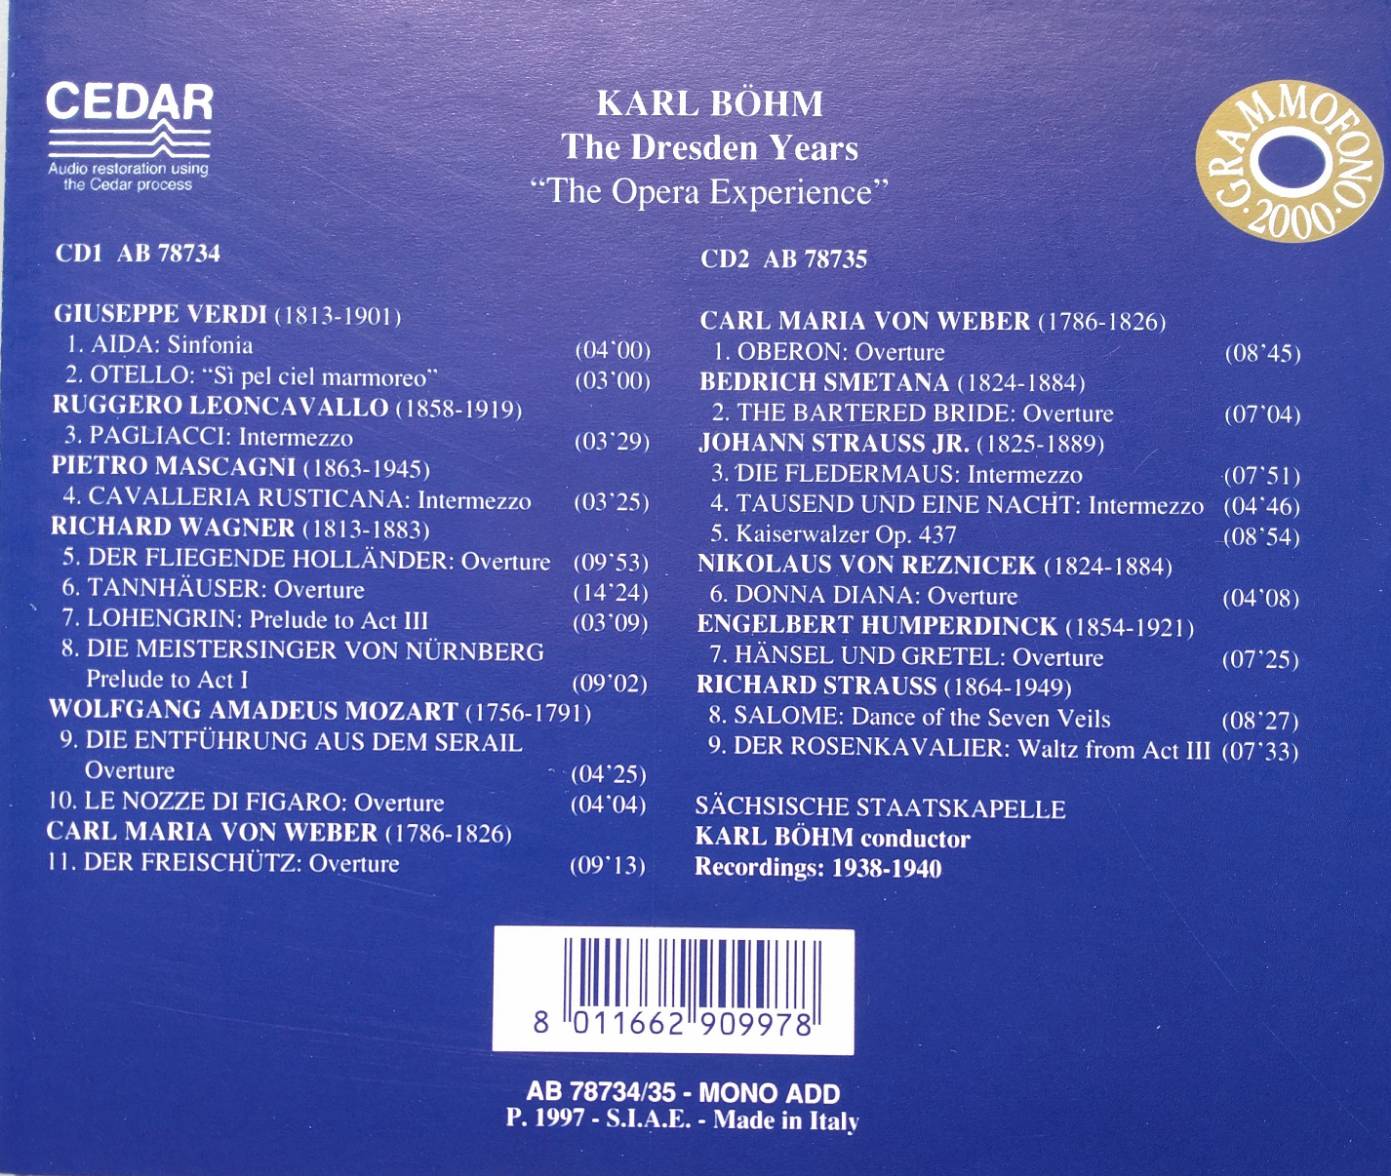 CEDAR
Audio restoration using
the Cedar process
KARL BÖHM
The Dresden Years
“The Opera Experience”
GRAMMOFONO · 2000 ·
CD1 AB 78734
GIUSEPPE VERDI (1813-1901)
1. AIDA: Sinfonia (04'00)
2. OTELLO: “Sì pel ciel marmoreo” (03'00)
RUGGERO LEONCAVALLO (1858-1919)
3. PAGLIACCI: Intermezzo (03'29)
PIETRO MASCAGNI (1863-1945)
4. CAVALLERIA RUSTICANA: Intermezzo (03'25)
RICHARD WAGNER (1813-1883)
5. DER FLIEGENDE HOLLÄNDER: Overture (09'53)
6. TANNHÄUSER: Overture (14'24)
7. LOHENGRIN: Prelude to Act III (03'09)
8. DIE MEISTERSINGER VON NÜRNBERG
Prelude to Act I (09'02)
WOLFGANG AMADEUS MOZART (1756-1791)
9. DIE ENTFÜHRUNG AUS DEM SERAIL
Overture (04'25)
10. LE NOZZE DI FIGARO: Overture (04'04)
CARL MARIA VON WEBER (1786-1826)
11. DER FREISCHÜTZ: Overture (09'13)
CD2 AB 78735
CARL MARIA VON WEBER (1786-1826)
1. OBERON: Overture (08'45)
BEDRICH SMETANA (1824-1884)
2. THE BARTERED BRIDE: Overture (07'04)
JOHANN STRAUSS JR. (1825-1889)
3. DIE FLEDERMAUS: Intermezzo (07'51)
4. TAUSEND UND EINE NACHT: Intermezzo (04'46)
5. Kaiserwalzer Op. 437 (08'54)
NIKOLAUS VON REZNICEK (1824-1884)
6. DONNA DIANA: Overture (04'08)
ENGELBERT HUMPERDINCK (1854-1921)
7. HÄNSEL UND GRETEL: Overture (07'25)
RICHARD STRAUSS (1864-1949)
8. SALOME: Dance of the Seven Veils (08'27)
9. DER ROSENKAVALIER: Waltz from Act III (07'33)
SÄCHSISCHE STAATSKAPELLE
KARL BÖHM conductor
Recordings: 1938-1940
8 011662 909978
AB 78734/35 - MONO ADD
P. 1997 - S.I.A.E. - Made in Italy